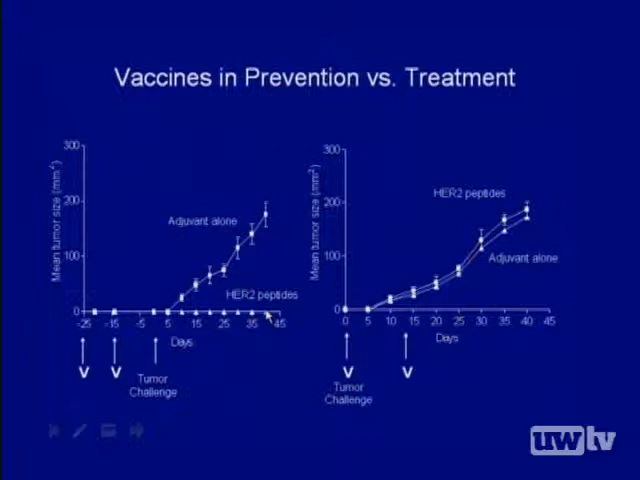 Vaccines in Prevention vs. Treatment
300
200
100
0
Mean tumor size (mm²)
Adjuvant alone
HER2 peptides
-25 -15 -5 5 15 25 35 45
Days
V V
Tumor
Challenge
300
200
100
0
Mean tumor size (mm²)
HER2 peptides
Adjuvant alone
0 5 10 15 20 25 30 35 40 45
Days
V V
Tumor
Challenge
uwtv